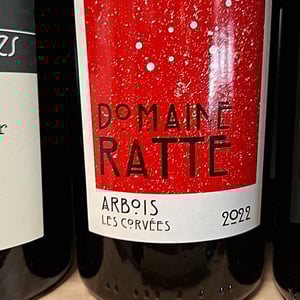 DOMAINE
RATTE
ARBOIS
LES CORVÉES
2022